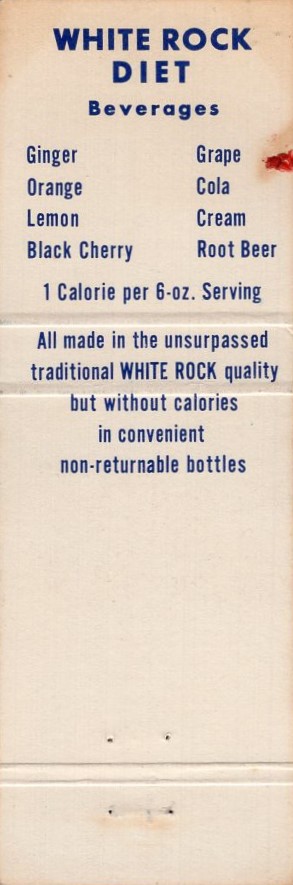 WHITE ROCK
DIET
Beverages
Ginger Grape
Orange Cola
Lemon Cream
Black Cherry Root Beer
1 Calorie per 6-oz. Serving
All made in the unsurpassed
traditional WHITE ROCK quality
but without calories
in convenient
non-returnable bottles